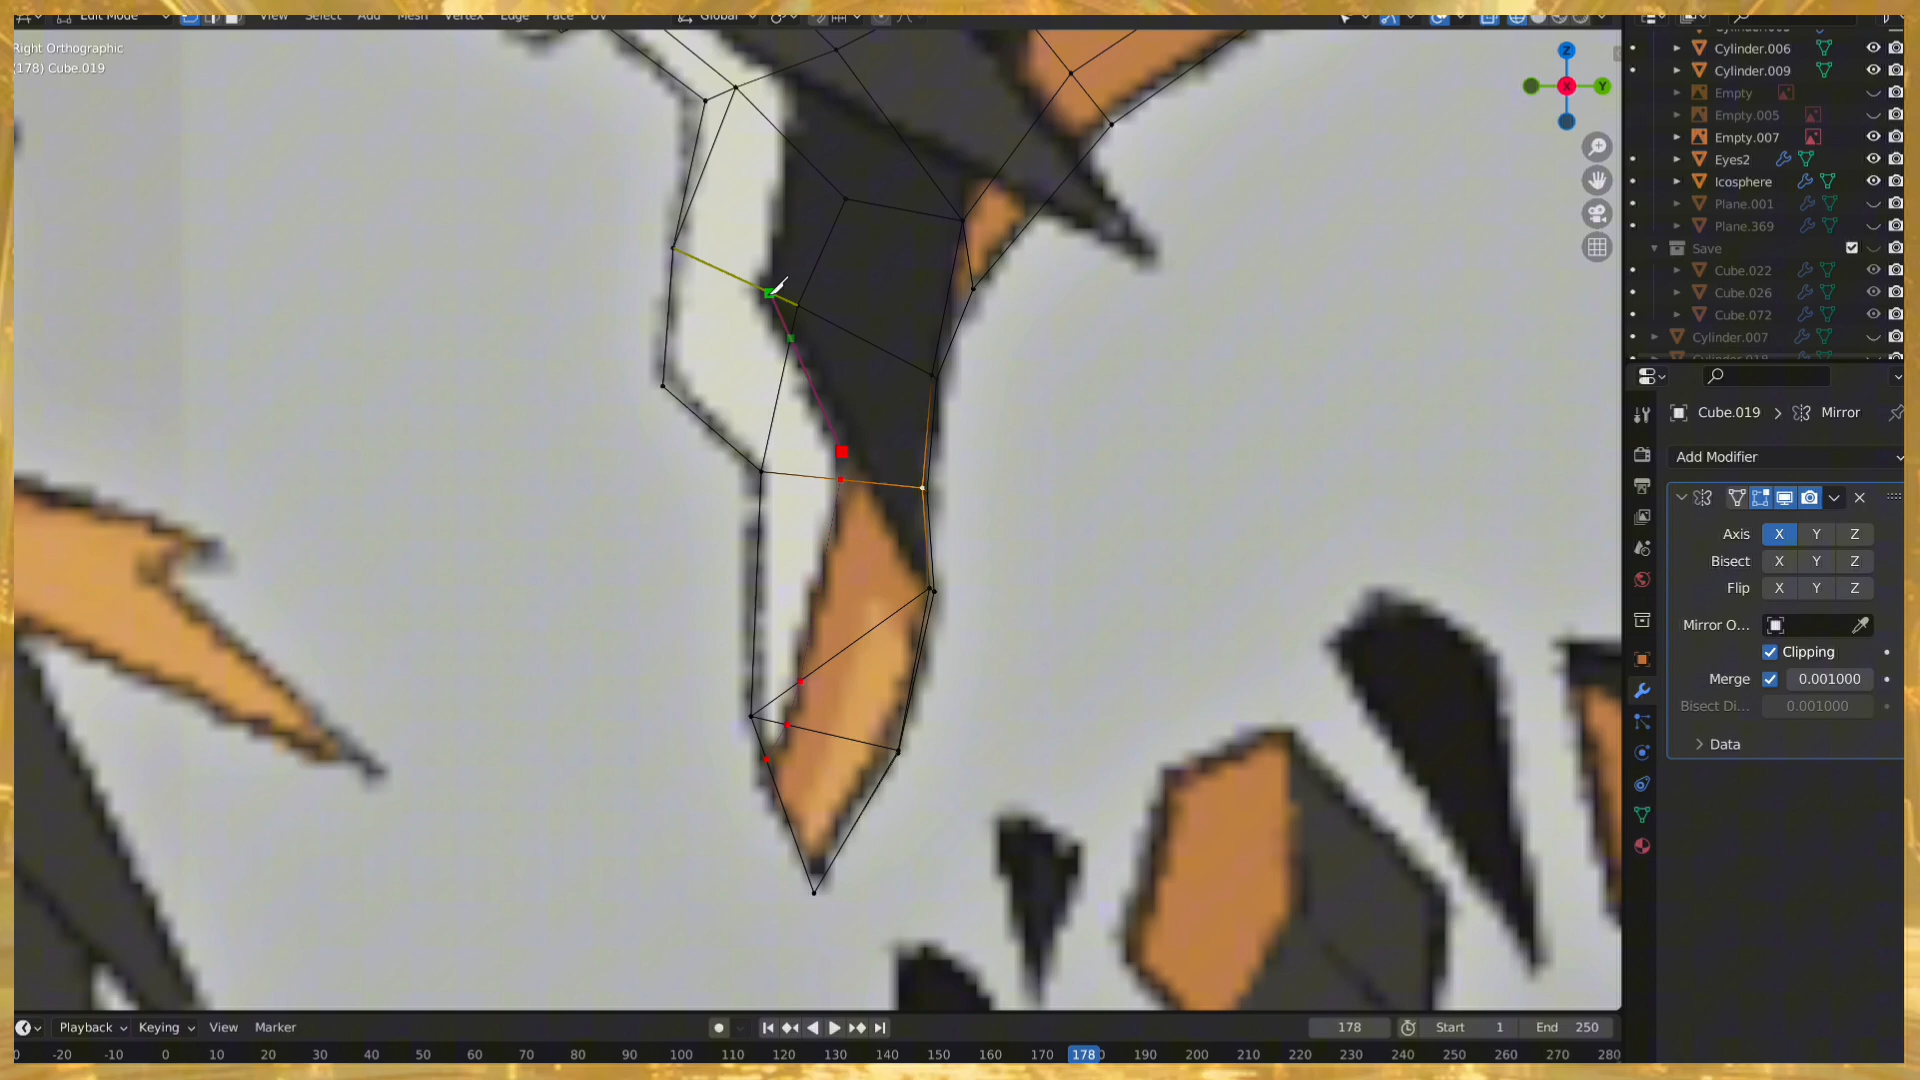 Edit Mode View Select Add Mesh Vertex Edge Face UV Global
Right Orthographic
(178) Cube.019
Z
Y
X
Cylinder.006
Cylinder.009
Empty
Empty.005
Empty.007
Eyes2
Icosphere
Plane.001
Plane.369
Save
Cube.022
Cube.026
Cube.072
Cylinder.007
Cube.019 > Mirror
Add Modifier
Axis X Y Z
Bisect X Y Z
Flip X Y Z
Mirror O...
Clipping
Merge 0.001000
Bisect Di... 0.001000
Data
Playback Keying View Marker 178 Start 1 End 250
0 -20 -10 0 10 20 30 40 50 60 70 80 90 100 110 120 130 140 150 160 170 178 190 200 210 220 230 240 250 260 270 280